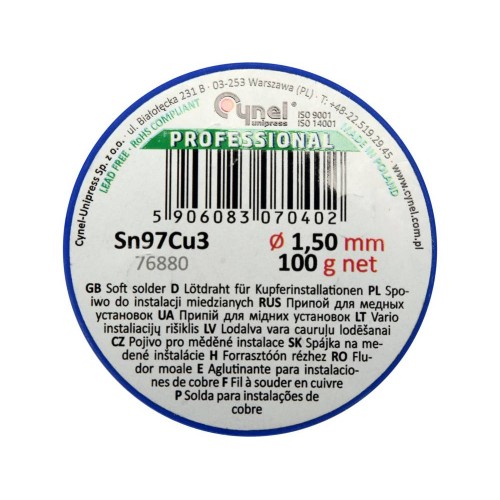 Cynel-Unipress Sp. z o.o. · ul. Białołęcka 231 B · 03-253 Warszawa (PL) · T: +48-22.519.29.45 · www.cynel.com.pl
LEAD FREE · RoHS COMPLIANT
Cynel®
unipress
ISO 9001
ISO 14001
MADE IN POLAND
PROFESSIONAL
5 906083 070402
Sn97Cu3
Ø 1,50 mm
76880
100 g net
GB Soft solder D Lötdraht für Kupferinstallationen PL Spo-
iwo do instalacji miedzianych RUS Припой для медных
установок UA Припій для мідних установок LT Vario
instaliacijų rišiklis LV Lodalva vara cauruļu lodēšanai
CZ Pojivo pro měděné instalace SK Spájka na me-
dené inštalácie H Forrasztóón rézhez RO Flu-
dor moale E Aglutinante para instalacio-
nes de cobre F Fil à souder en cuivre
P Solda para instalações de
cobre